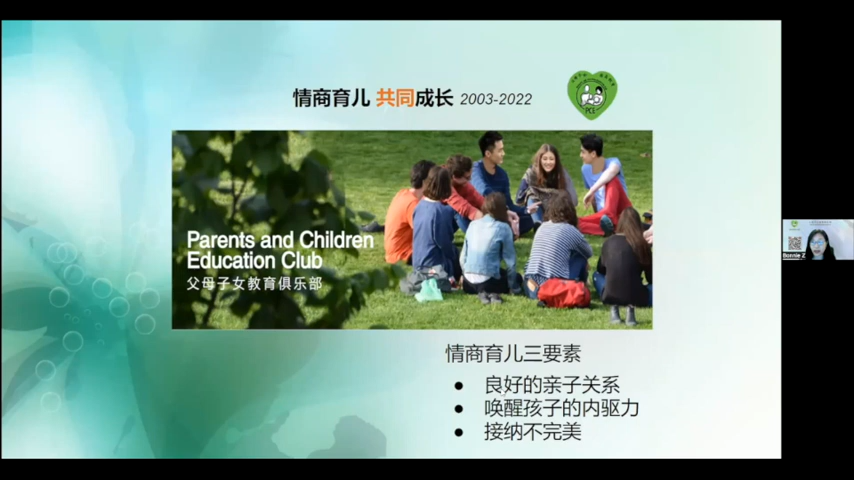 情商育儿 共同成长 2003-2022
Parents and Children
Education Club
父母子女教育俱乐部
情商育儿三要素
● 良好的亲子关系
● 唤醒孩子的内驱力
● 接纳不完美
Bonnie Z